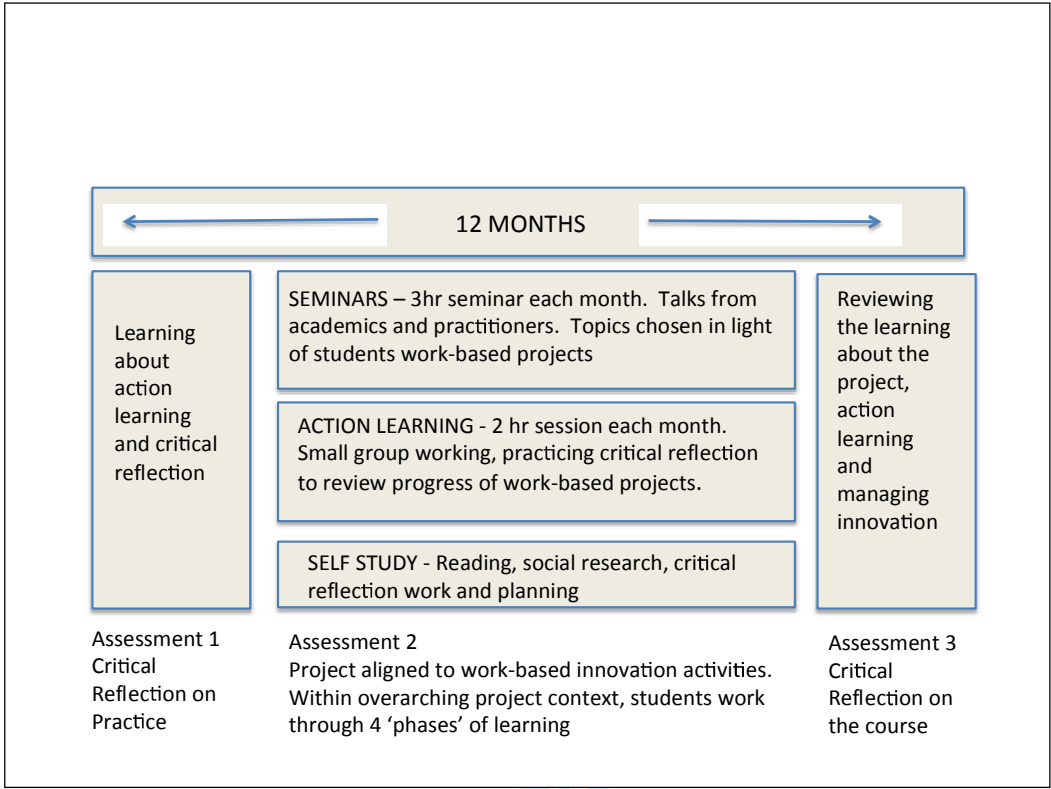 12 MONTHS
Learning
about
action
learning
and critical
reflection
SEMINARS – 3hr seminar each month.  Talks from
academics and practitioners.  Topics chosen in light
of students work-based projects
ACTION LEARNING - 2 hr session each month.
Small group working, practicing critical reflection
to review progress of work-based projects.
SELF STUDY - Reading, social research, critical
reflection work and planning
Reviewing
the learning
about the
project,
action
learning
and
managing
innovation
Assessment 1
Critical
Reflection on
Practice
Assessment 2
Project aligned to work-based innovation activities.
Within overarching project context, students work
through 4 ‘phases’ of learning
Assessment 3
Critical
Reflection on
the course